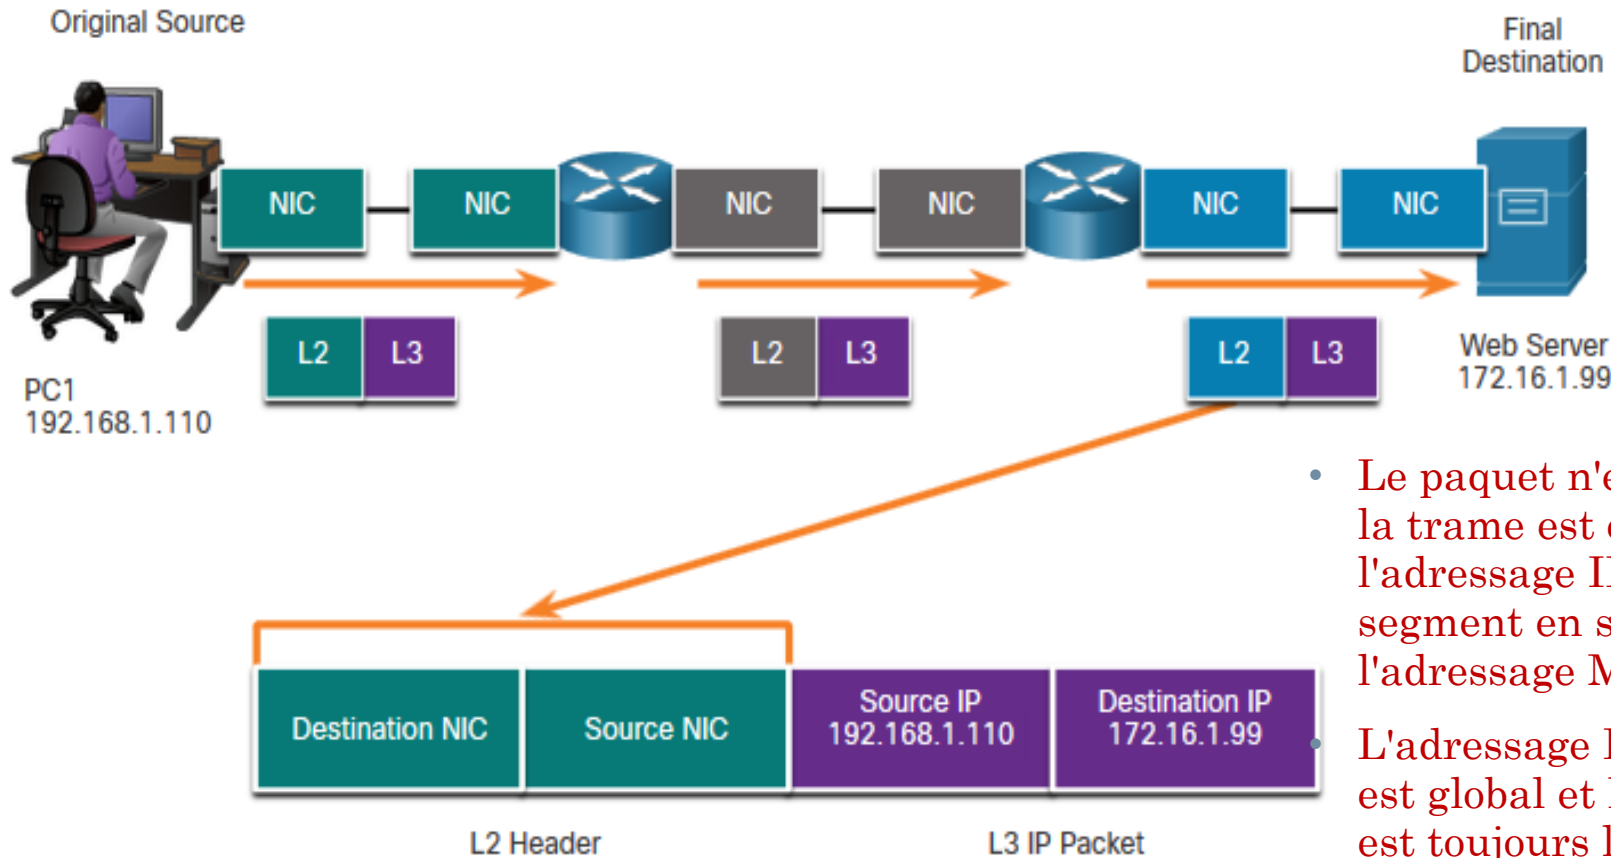 Original Source
Final
Destination
NIC
NIC
NIC
NIC
NIC
NIC
L2
L3
L2
L3
L2
L3
PC1
192.168.1.110
Web Server
172.16.1.99
Le paquet
la trame est
l'adressage
segment en
l'adressage
L'adressage
est global et
est toujours
Destination NIC
Source NIC
Source IP
192.168.1.110
Destination IP
172.16.1.99
L2 Header
L3 IP Packet